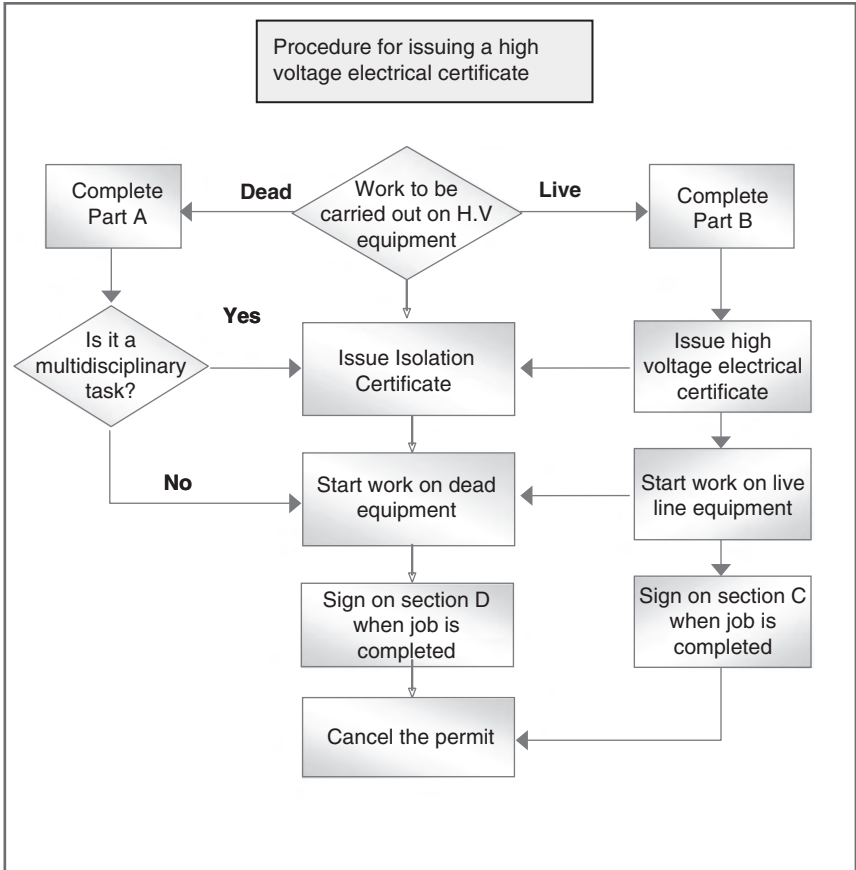 Procedure for issuing a high
voltage electrical certificate
Complete
Part A
Dead
Work to be
carried out on H.V
equipment
Live
Complete
Part B
Is it a
multidisciplinary
task?
Yes
Issue Isolation
Certificate
Issue high
voltage electrical
certificate
No
Start work on dead
equipment
Start work on live
line equipment
Sign on section D
when job is
completed
Sign on section C
when job is
completed
Cancel the permit